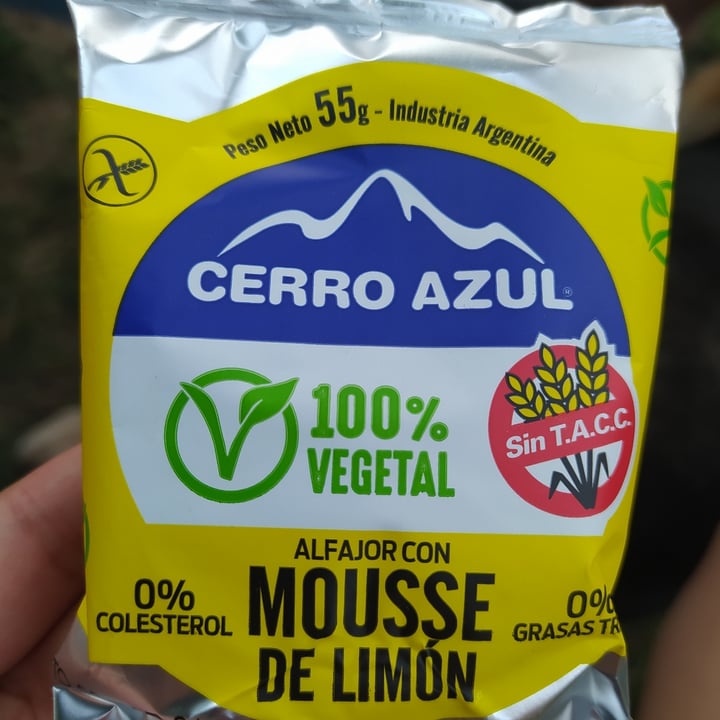 Peso Neto 55g - Industria Argentina
CERRO AZUL®
100%
VEGETAL
Sin T.A.C.C.
ALFAJOR CON
MOUSSE
DE LIMÓN
0%
COLESTEROL
0%
GRASAS